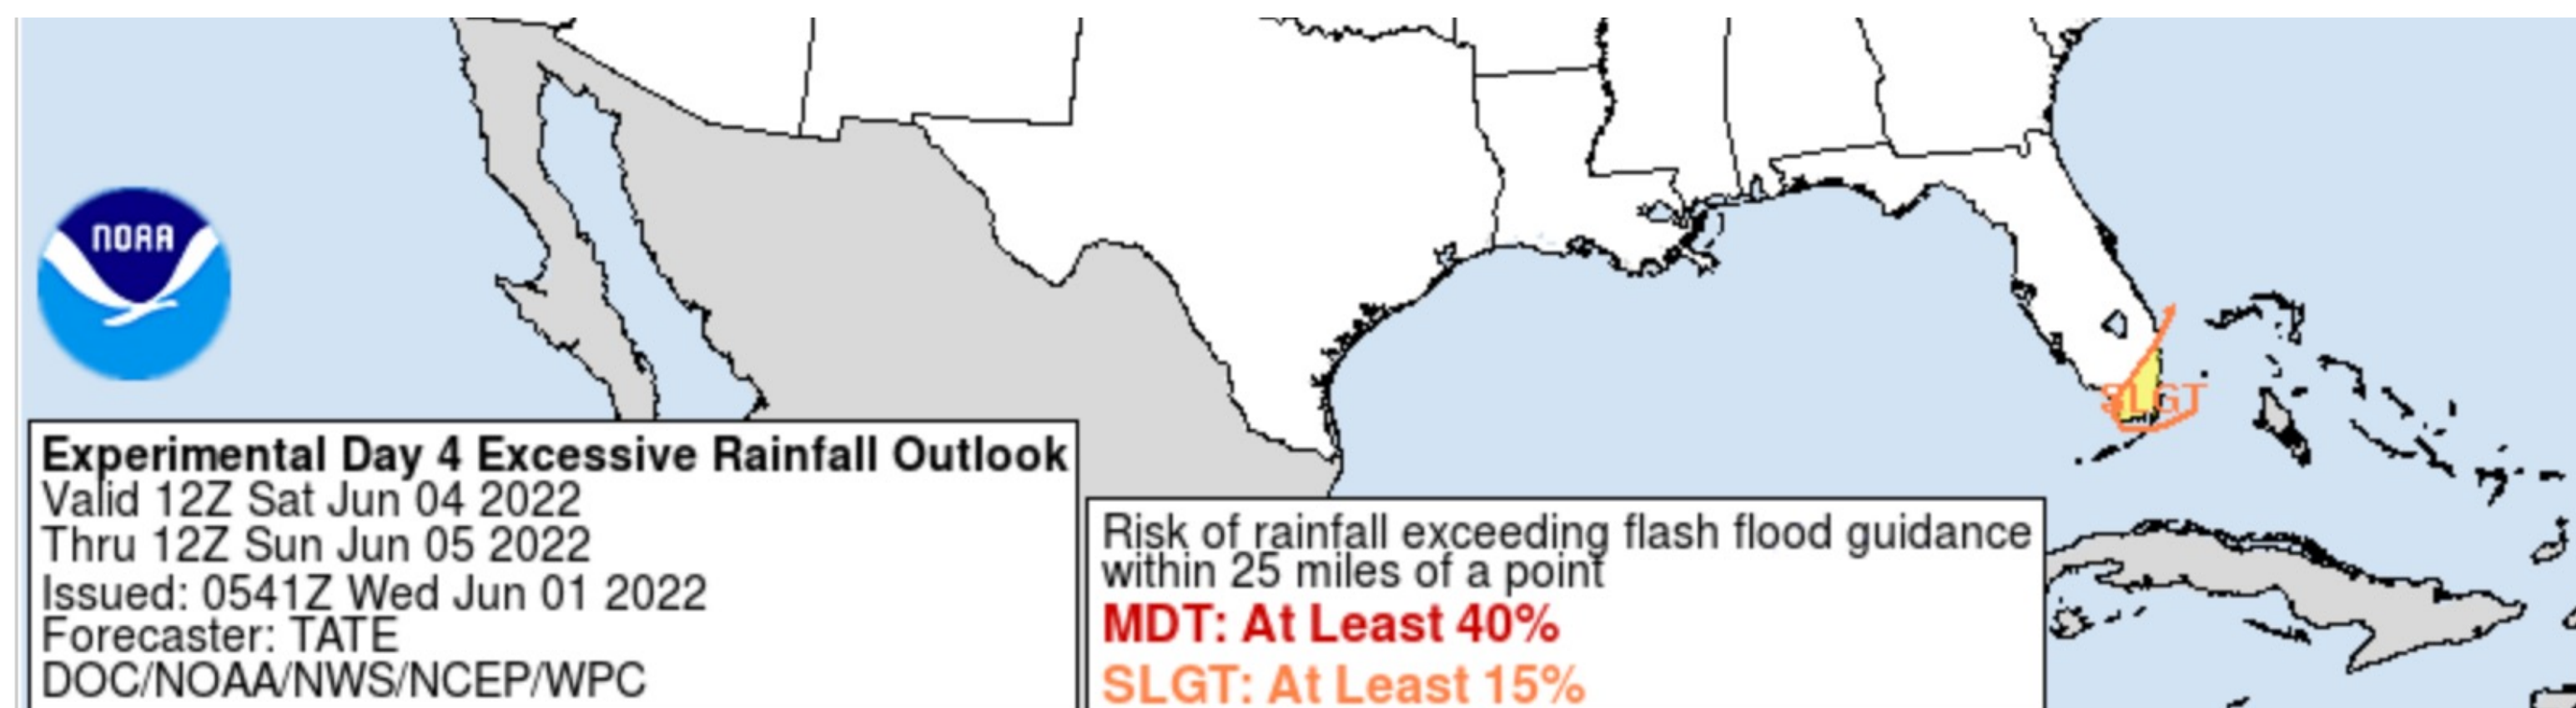 NOAA
SLGT
Experimental Day 4 Excessive Rainfall Outlook
Valid 12Z Sat Jun 04 2022
Thru 12Z Sun Jun 05 2022
Issued: 0541Z Wed Jun 01 2022
Forecaster: TATE
DOC/NOAA/NWS/NCEP/WPC
Risk of rainfall exceeding flash flood guidance
within 25 miles of a point
MDT: At Least 40%
SLGT: At Least 15%